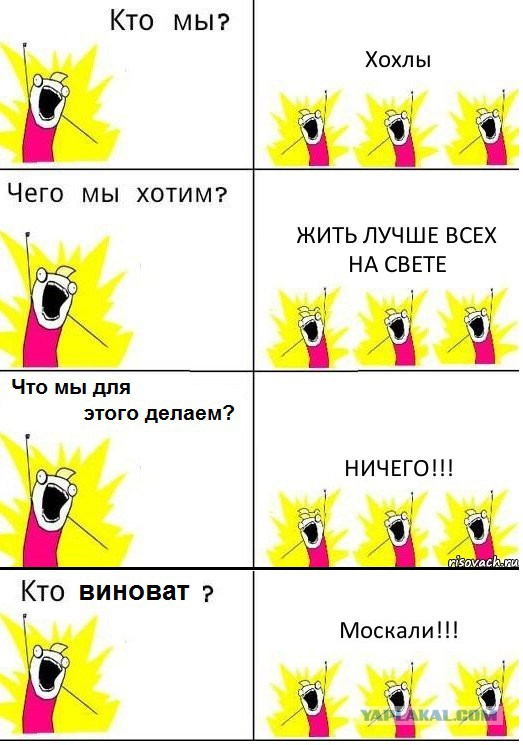 Кто мы?
Хохлы
Чего мы хотим?
ЖИТЬ ЛУЧШЕ ВСЕХ
НА СВЕТЕ
Что мы для
этого делаем?
НИЧЕГО!!!
risovach.ru
Кто виноват ?
Москали!!!
YAPLAKAL.COM